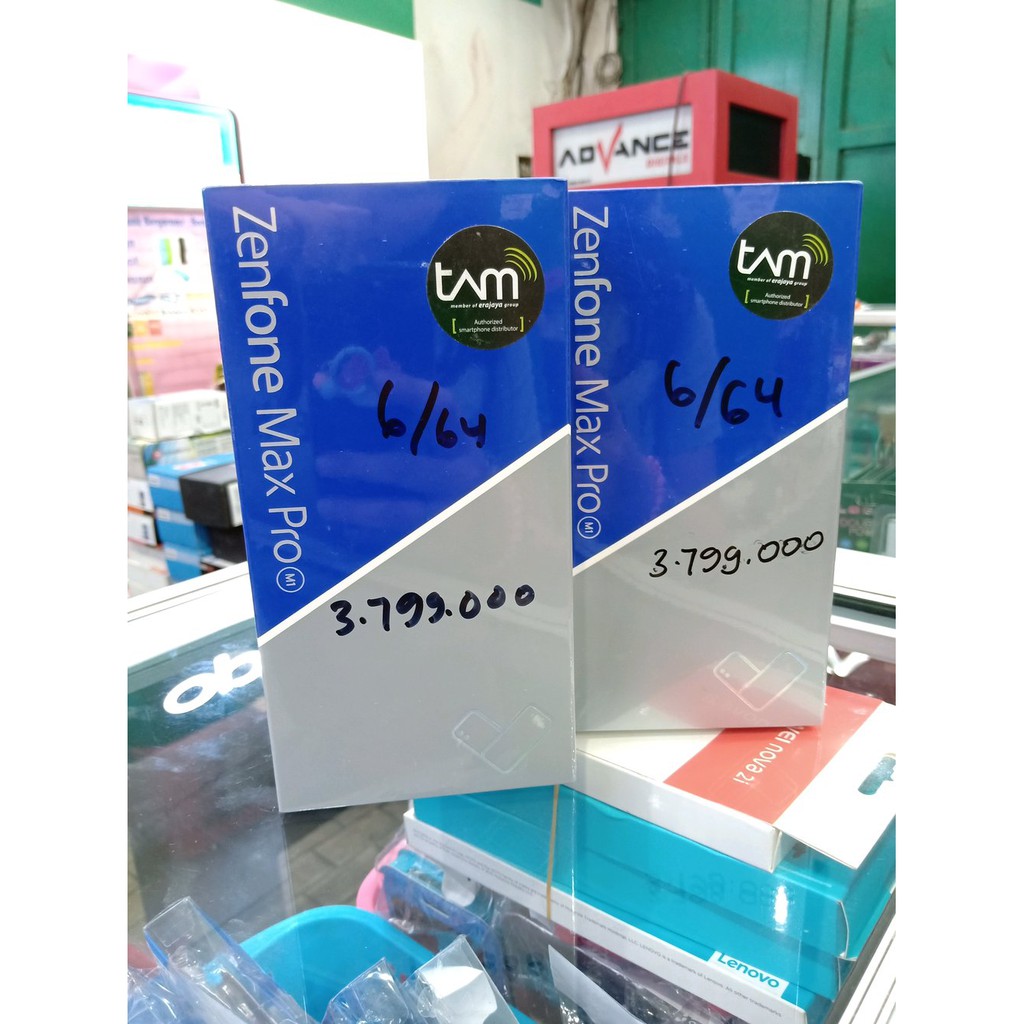 ADVANCE
Zenfone Max Pro M1
tam
member of erajaya group
[ Authorized
smartphone distributor ]
6/64
3.799.000
Zenfone Max Pro M1
tam
member of erajaya group
[ Authorized
smartphone distributor ]
6/64
3.799.000
nova 2i
Lenovo